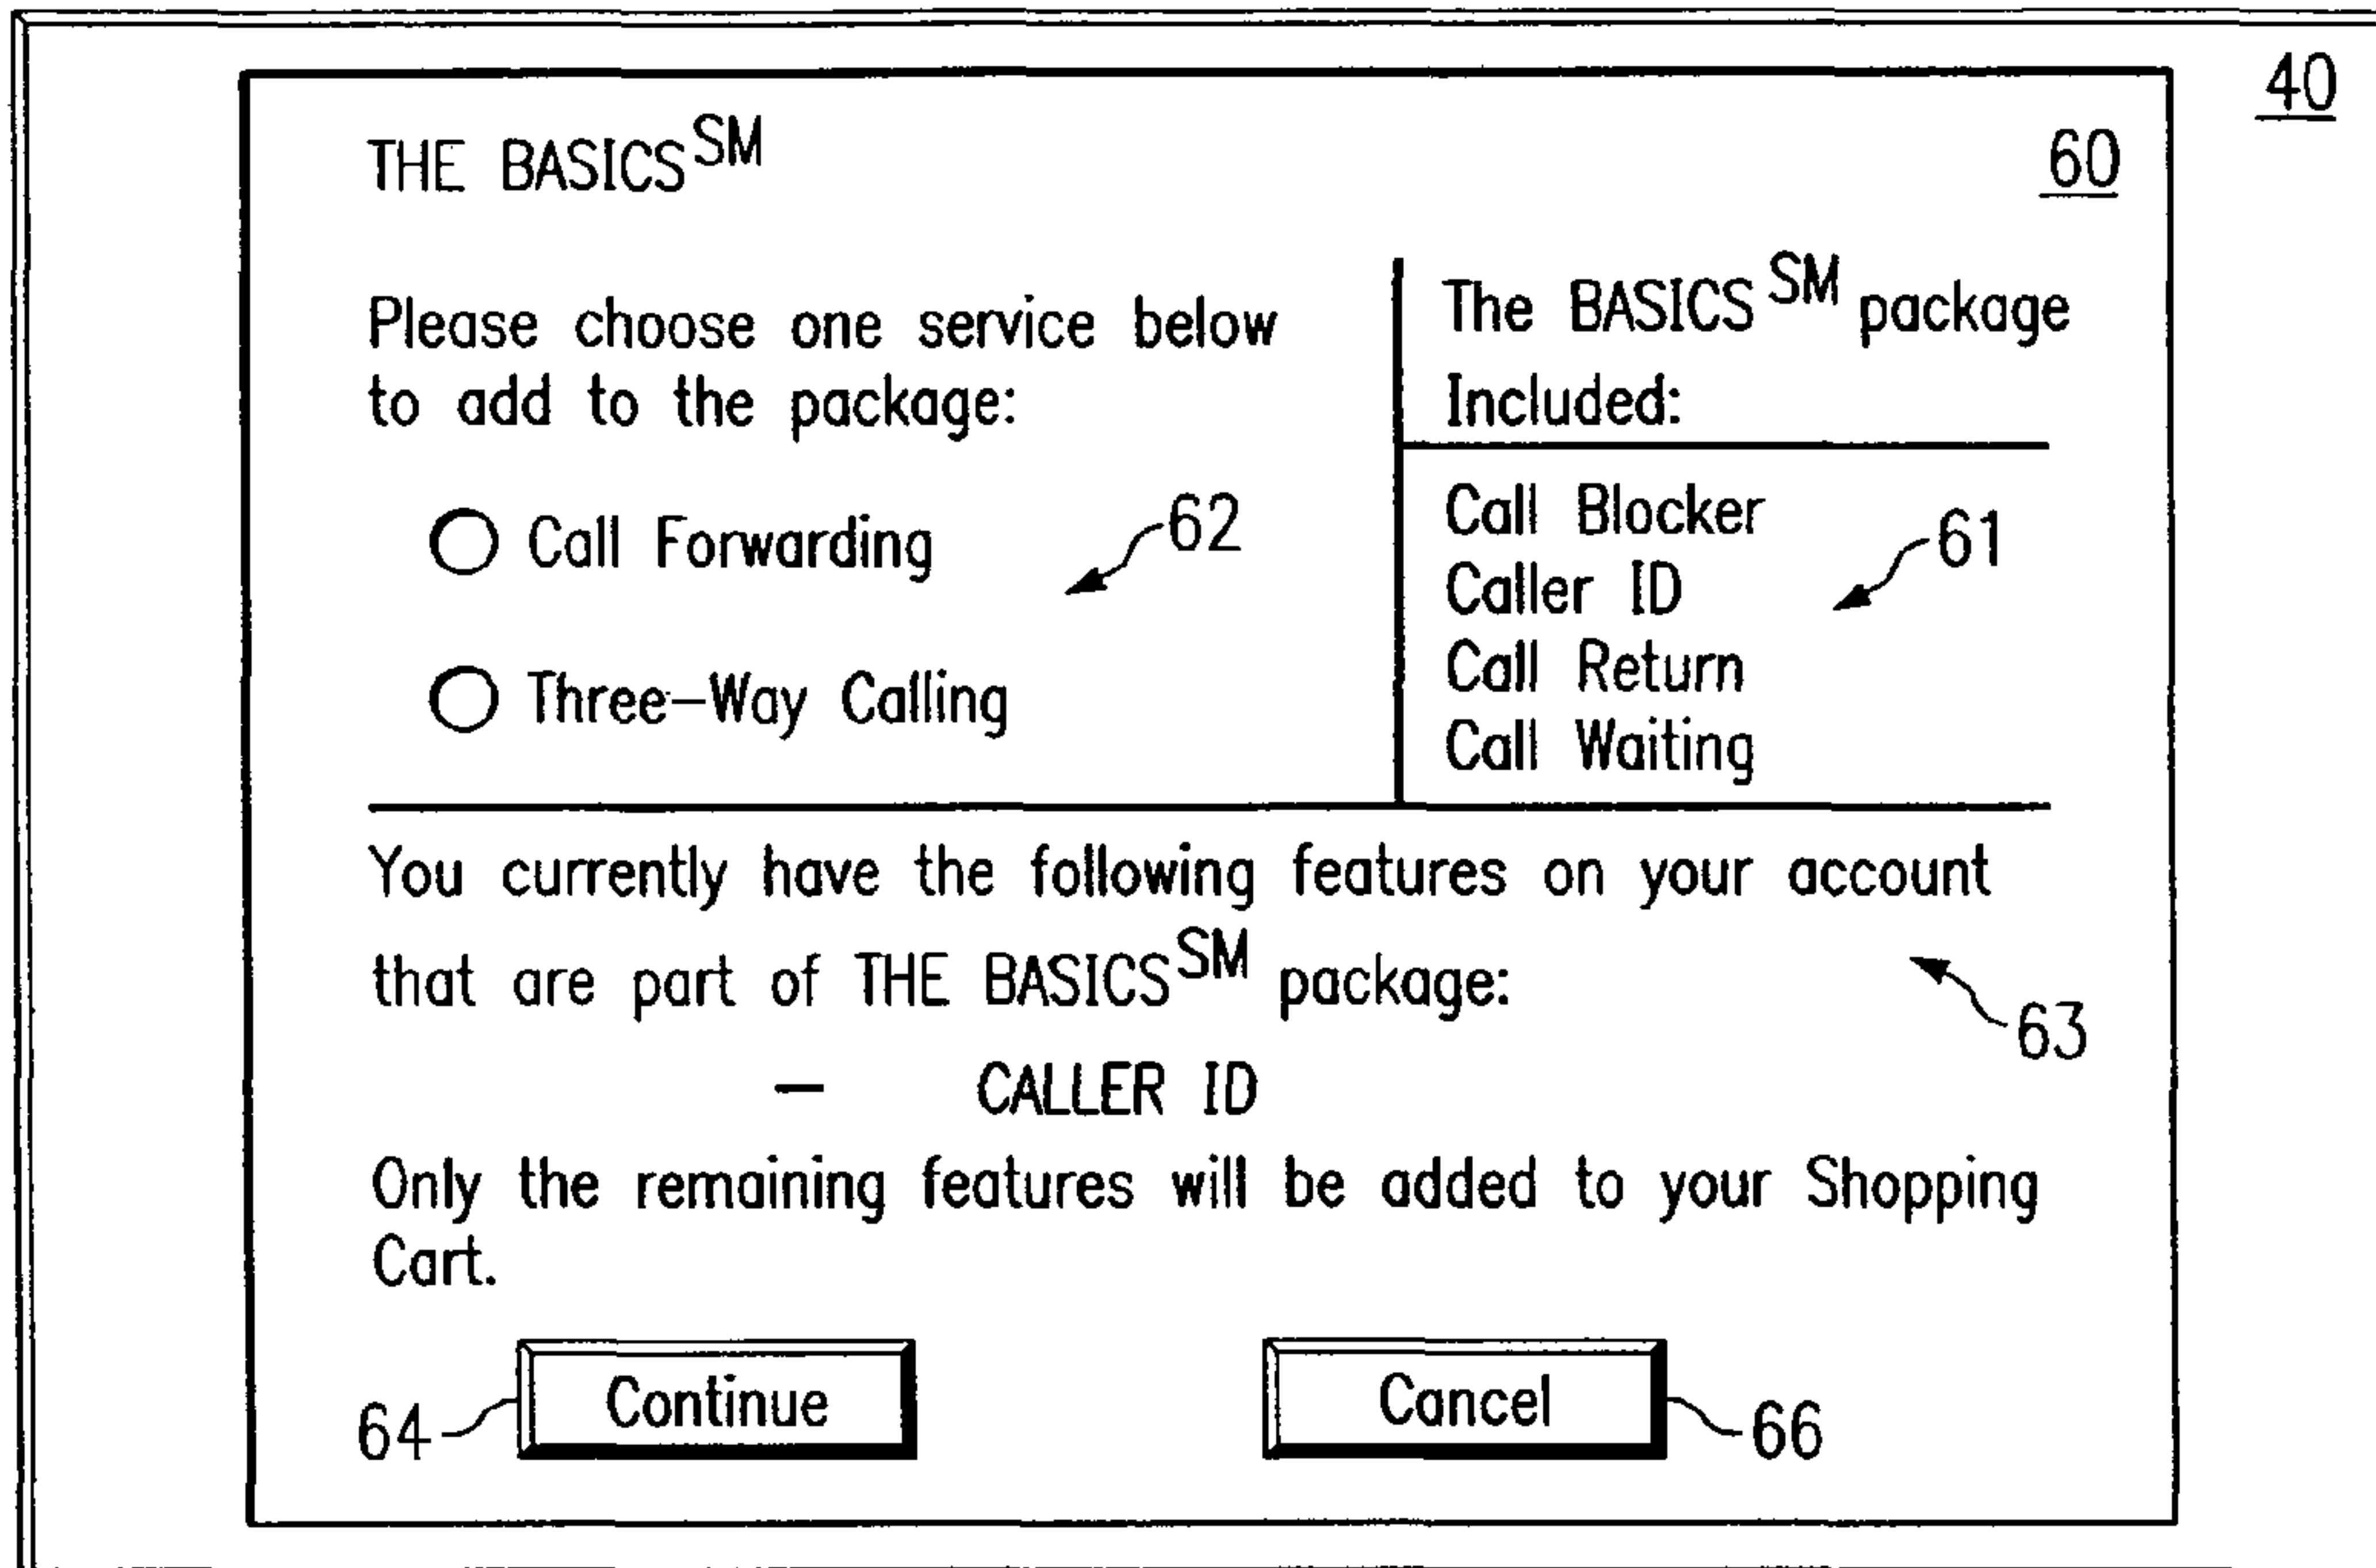 40
THE BASICS SM
60
Please choose one service below
to add to the package:
Call Forwarding
62
Three-Way Calling
The BASICS SM package
Included:
Call Blocker
Caller ID
61
Call Return
Call Waiting
You currently have the following features on your account
that are part of THE BASICS SM package:
63
- CALLER ID
Only the remaining features will be added to your Shopping
Cart.
64
Continue
Cancel
66